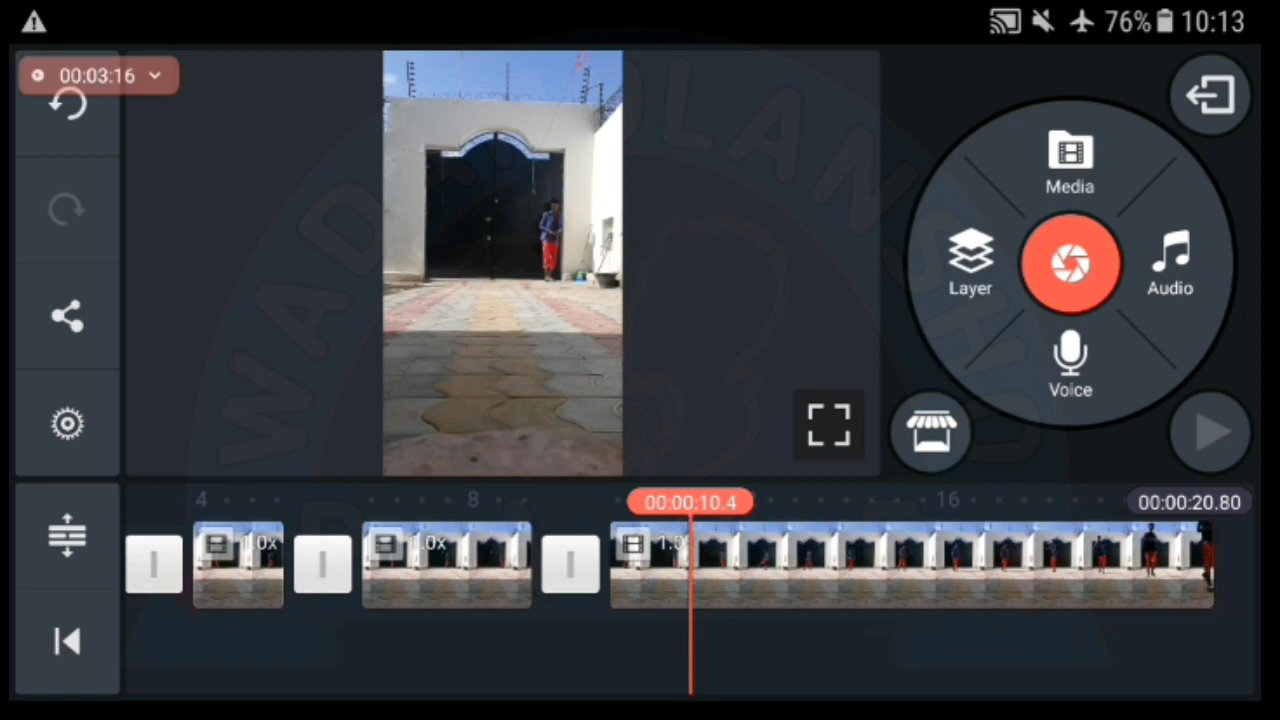 76% 10:13
00:03:16
Media
Layer
Audio
Voice
4
8
00:00:10.4
16
00:00:20.80
1.0x
1.0x
1.0